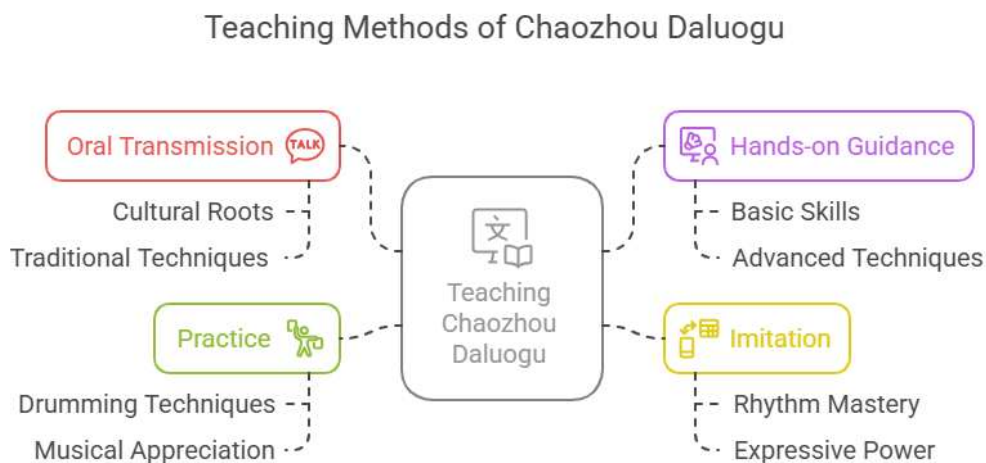 Teaching Methods of Chaozhou Daluogu
Oral Transmission
TALK
Cultural Roots
Traditional Techniques
Hands-on Guidance
Basic Skills
Advanced Techniques
文
Teaching
Chaozhou
Daluogu
Practice
Drumming Techniques
Musical Appreciation
Imitation
Rhythm Mastery
Expressive Power